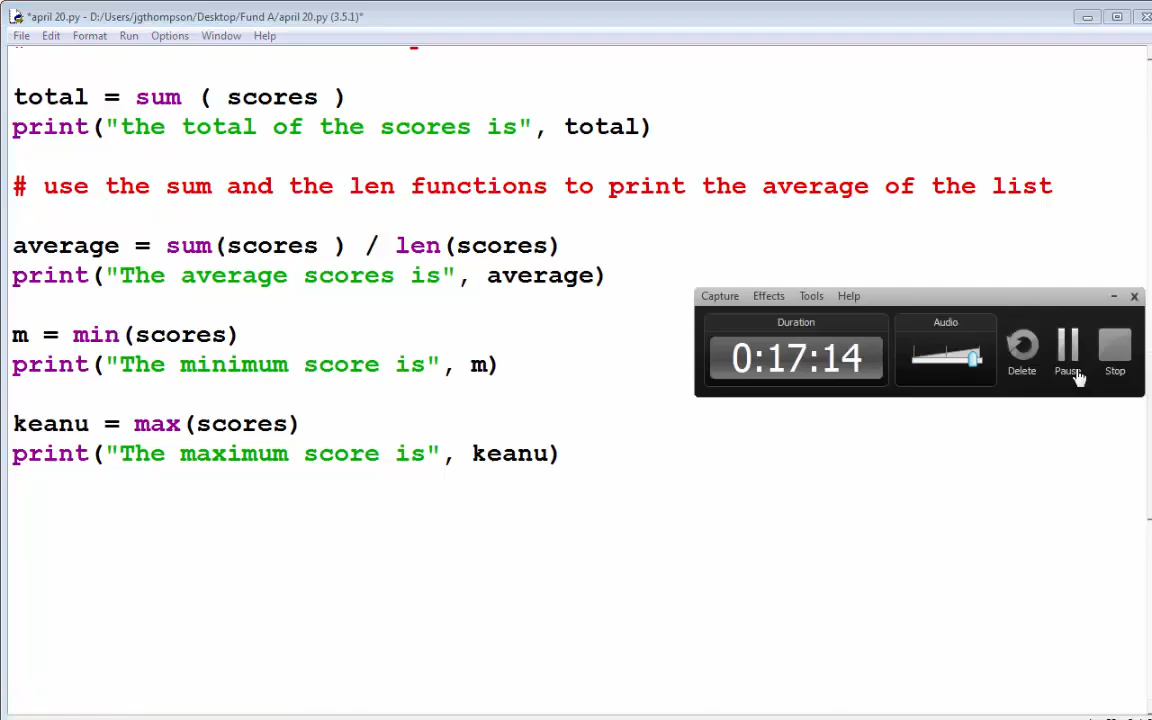 *april 20.py - D:/Users/jgthompson/Desktop/Fund A/april 20.py (3.5.1)*
File Edit Format Run Options Window Help
total = sum ( scores )
print("the total of the scores is", total)
# use the sum and the len functions to print the average of the list
average = sum(scores ) / len(scores)
print("The average scores is", average)
m = min(scores)
print("The minimum score is", m)
keanu = max(scores)
print("The maximum score is", keanu)
Capture Effects Tools Help
Duration
Audio
0:17:14
Delete Pause Stop